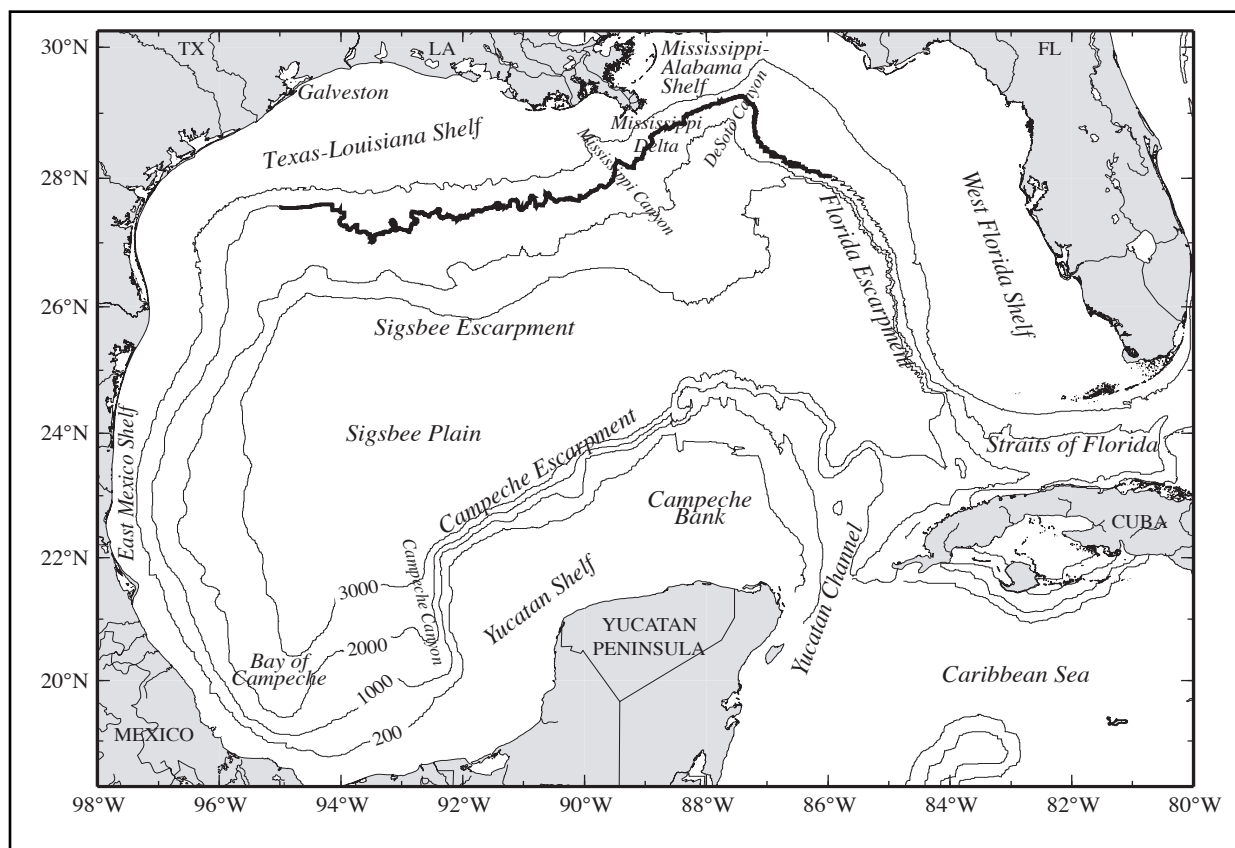 30°N
28°N
26°N
24°N
22°N
20°N
TX
LA
FL
Mississippi-
Alabama
Shelf
Galveston
Texas-Louisiana Shelf
Mississippi
Delta
DeSoto Canyon
Mississippi Canyon
Florida Escarpment
West Florida Shelf
Sigsbee Escarpment
Sigsbee Plain
East Mexico Shelf
Campeche Escarpment
Straits of Florida
Campeche
Bank
CUBA
Campeche Canyon
Yucatan Shelf
Yucatan Channel
3000
2000
1000
200
Bay of
Campeche
YUCATAN
PENINSULA
Caribbean Sea
MEXICO
98°W 96°W 94°W 92°W 90°W 88°W 86°W 84°W 82°W 80°W